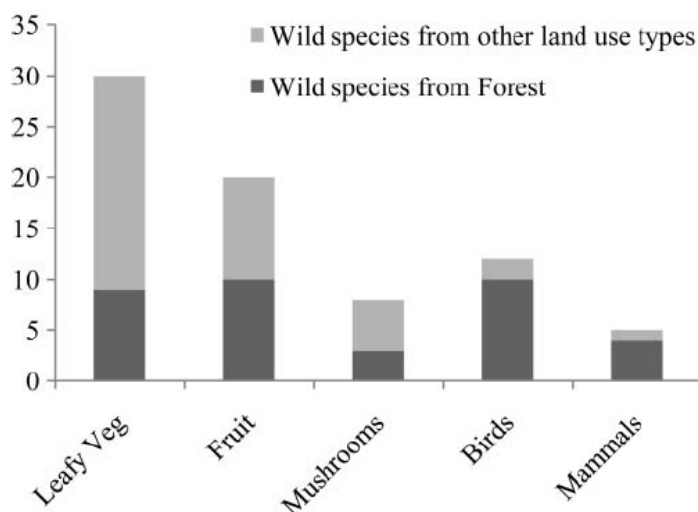 35
30
25
20
15
10
5
0
Wild species from other land use types
Wild species from Forest
Leafy Veg
Fruit
Mushrooms
Birds
Mammals